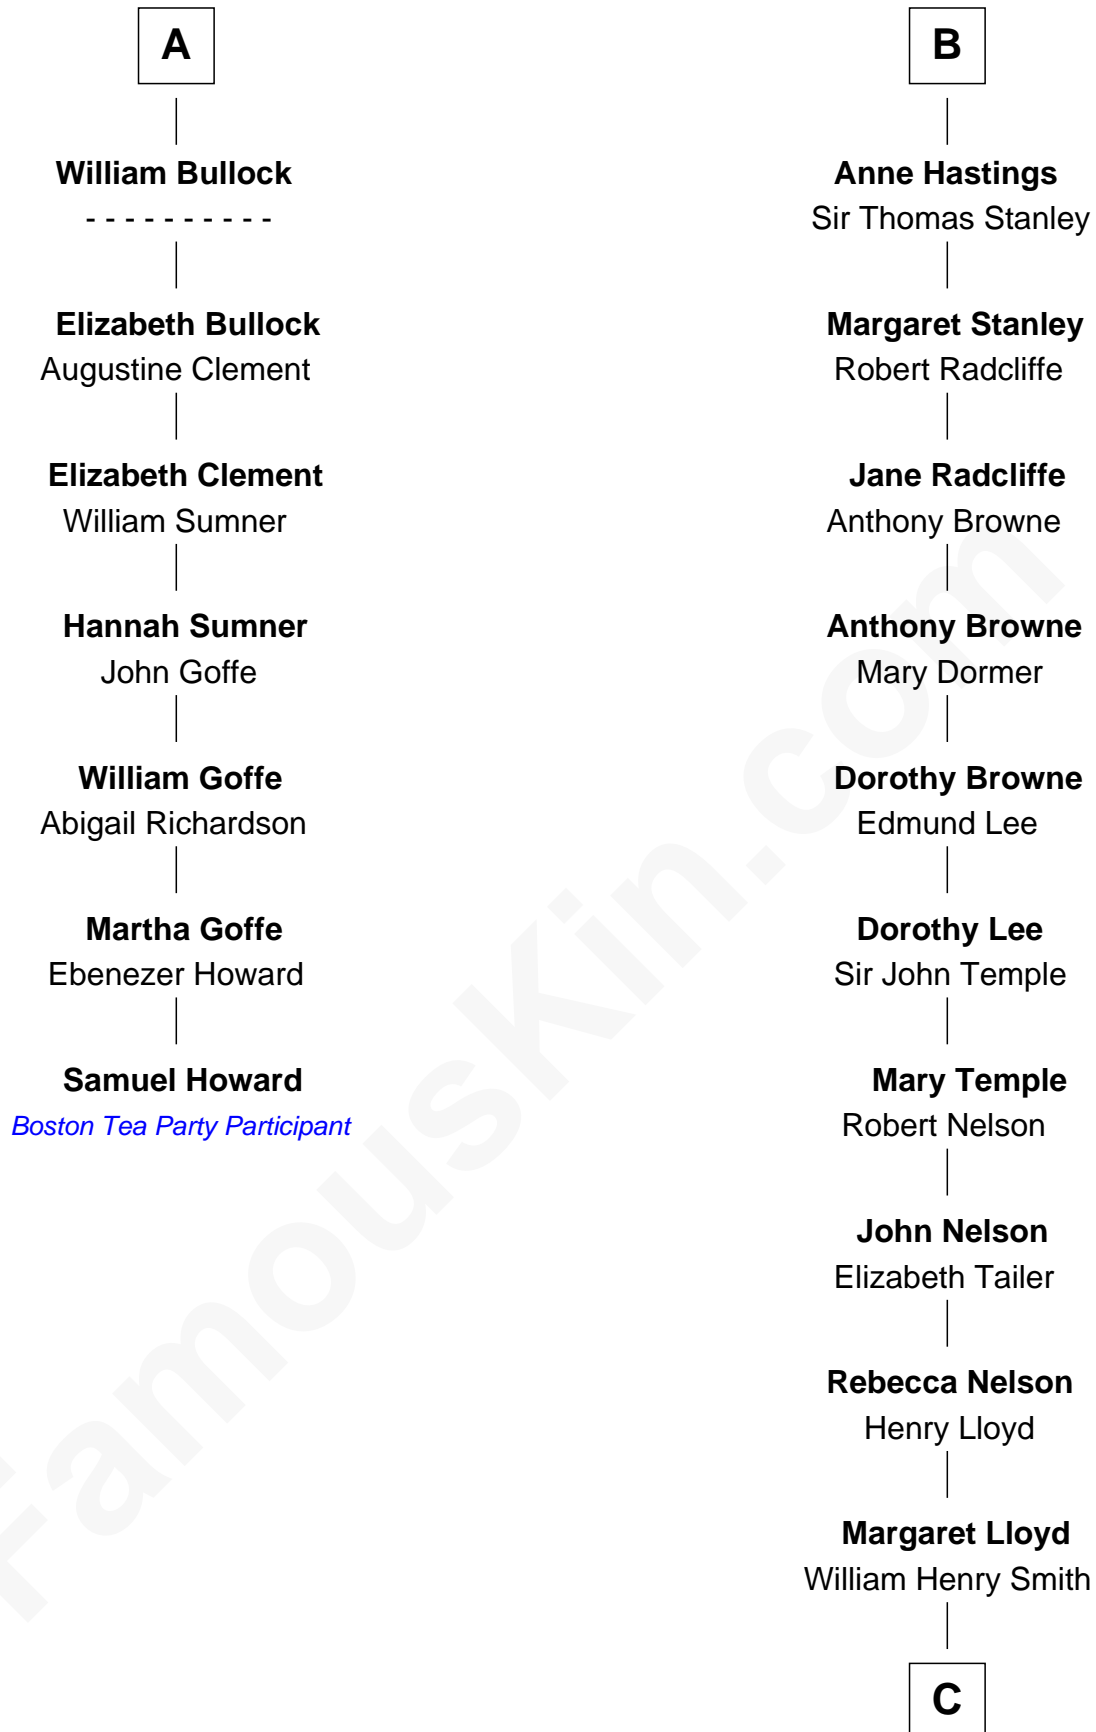 A
William Bullock
- - - - - - - - - -
Elizabeth Bullock
Augustine Clement
Elizabeth Clement
William Sumner
Hannah Sumner
John Goffe
William Goffe
Abigail Richardson
Martha Goffe
Ebenezer Howard
Samuel Howard
Boston Tea Party Participant
B
Anne Hastings
Sir Thomas Stanley
Margaret Stanley
Robert Radcliffe
Jane Radcliffe
Anthony Browne
Anthony Browne
Mary Dormer
Dorothy Browne
Edmund Lee
Dorothy Lee
Sir John Temple
Mary Temple
Robert Nelson
John Nelson
Elizabeth Tailer
Rebecca Nelson
Henry Lloyd
Margaret Lloyd
William Henry Smith
C
FamousKin.com